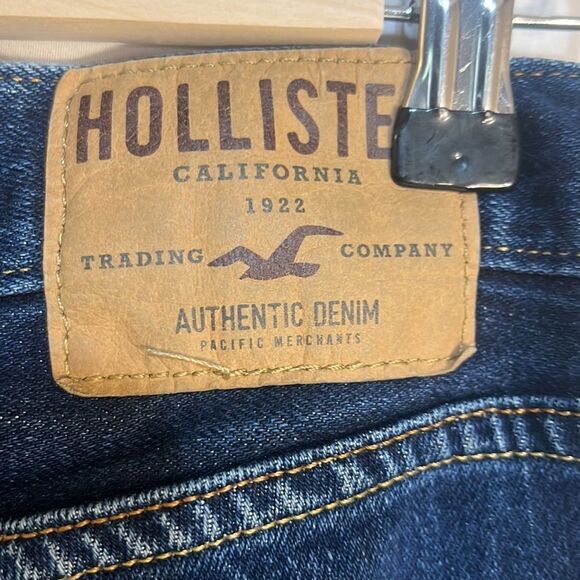 HOLLISTE
CALIFORNIA
1922
TRADING COMPANY
AUTHENTIC DENIM
PACIFIC MERCHANTS